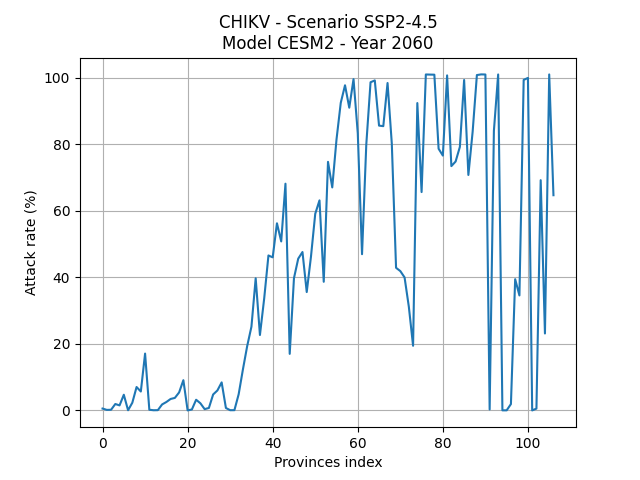 CHIKV - Scenario SSP2-4.5
Model CESM2 - Year 2060
100
80
60
40
20
0
Attack rate (%)
0 20 40 60 80 100
Provinces index